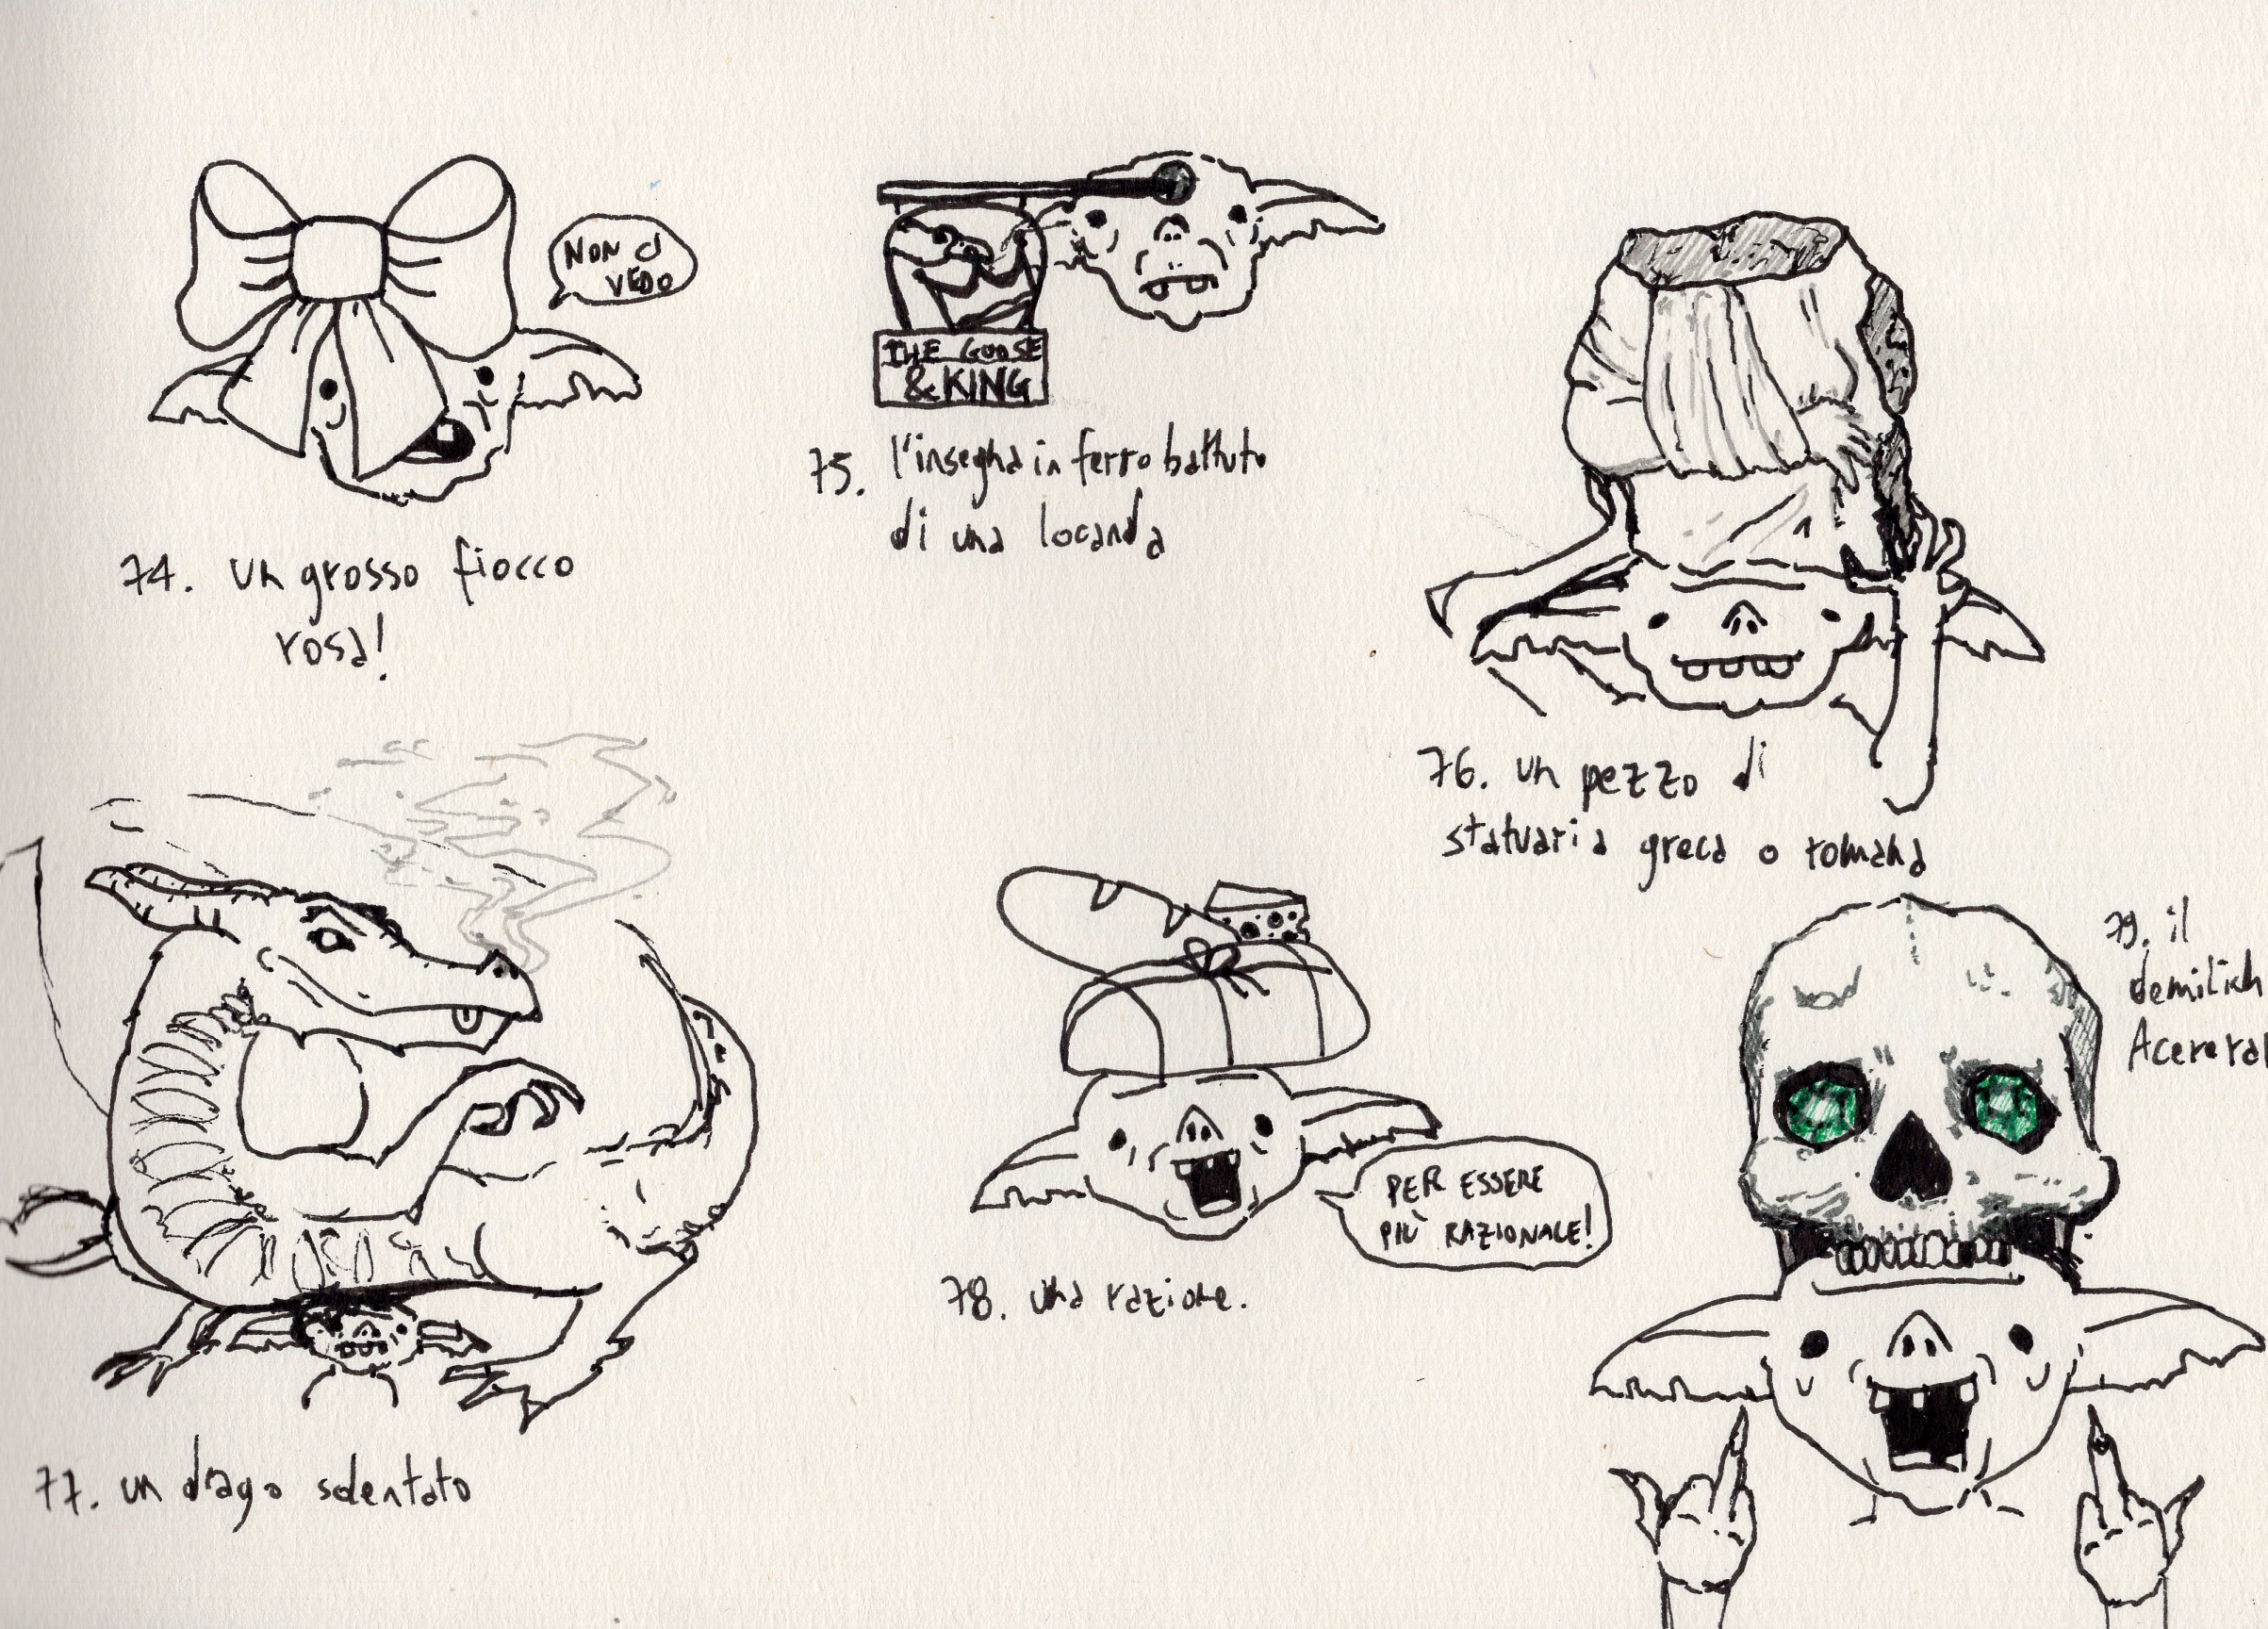 NON CI
VEDO
74. un grosso fiocco
rosa!
THE GOOSE
& KING
75. l'insegna in ferro battuto
di una locanda
76. un pezzo di
statuaria greca o romana
77. un drago sdentato
PER ESSERE
PIÙ RAZIONALE!
78. una razione.
79. il
demilich
Acererak